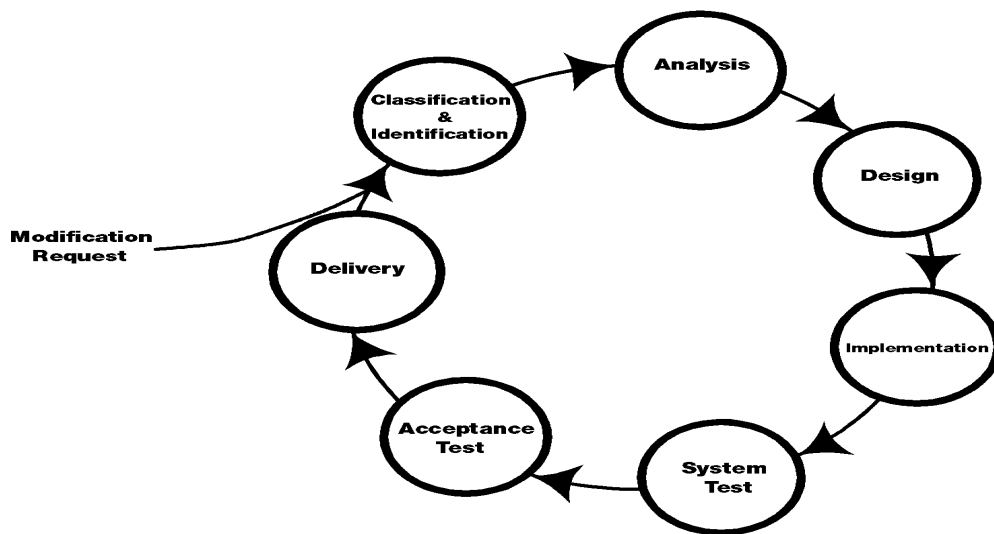 Analysis
Classification
&
Identification
Design
Modification
Request
Delivery
Implementation
Acceptance
Test
System
Test